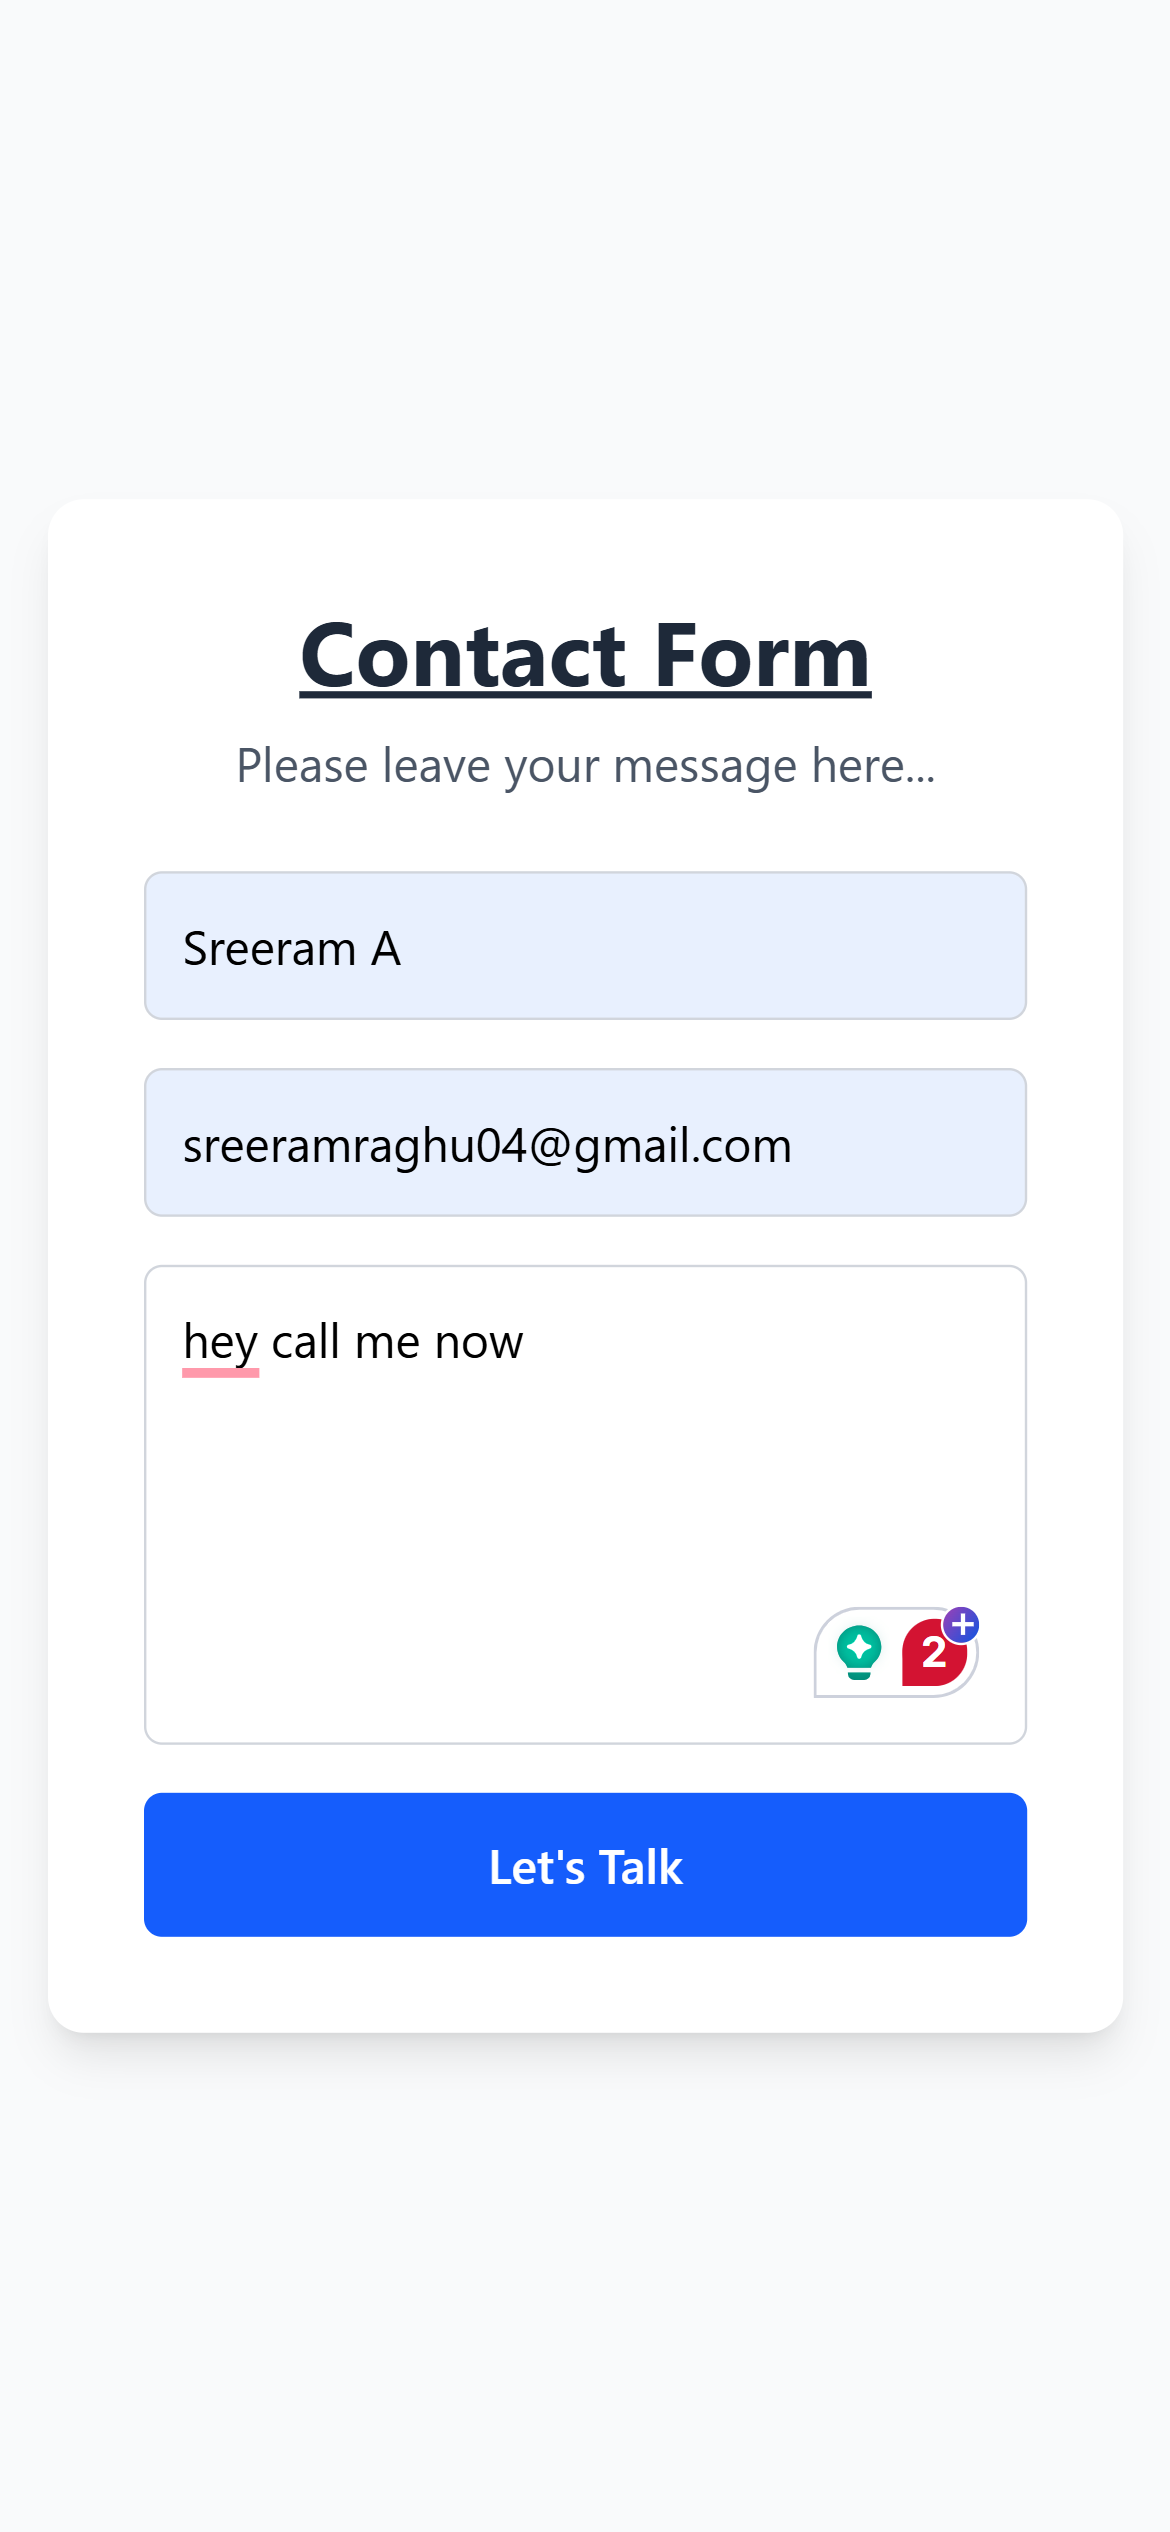 Contact Form
Please leave your message here...
Sreeram A
sreeramraghu04@gmail.com
hey call me now
2
Let's Talk